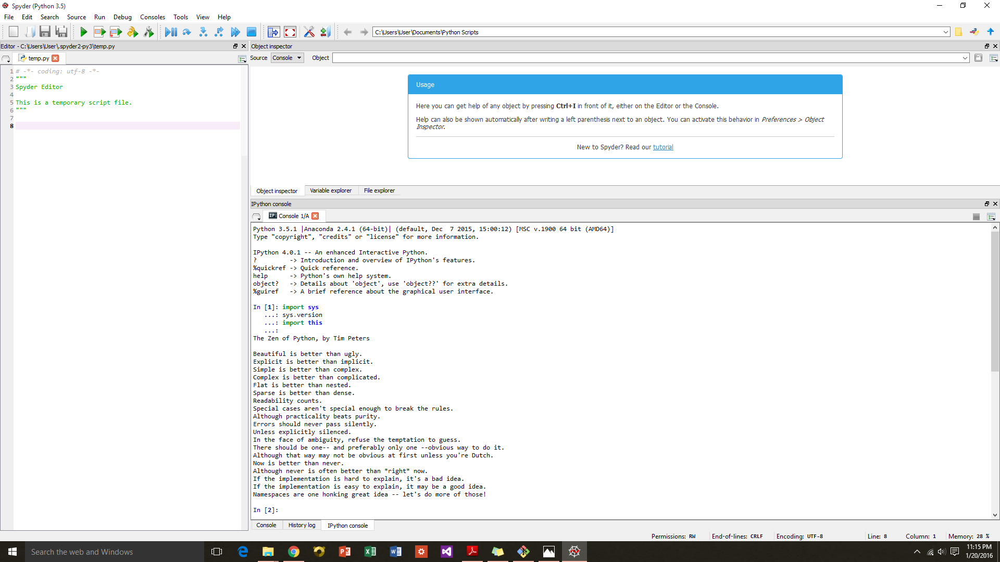 Spyder (Python 3.5)
File Edit Search Source Run Debug Consoles Tools View Help
C:\Users\User\Documents\Python Scripts
Editor - C:\Users\User\.spyder2-py3\temp.py
temp.py
1 # -*- coding: utf-8 -*-
2 """
3 Spyder Editor
4
5 This is a temporary script file.
6 """
7
8
Object inspector
Source Console Object
Usage
Here you can get help of any object by pressing Ctrl+I in front of it, either on the Editor or the Console.
Help can also be shown automatically after writing a left parenthesis next to an object. You can activate this behavior in Preferences > Object
Inspector.
New to Spyder? Read our tutorial
Object inspector Variable explorer File explorer
IPython console
IP: Console 1/A
Python 3.5.1 |Anaconda 2.4.1 (64-bit)| (default, Dec  7 2015, 15:00:12) [MSC v.1900 64 bit (AMD64)]
Type "copyright", "credits" or "license" for more information.
IPython 4.0.1 -- An enhanced Interactive Python.
?         -> Introduction and overview of IPython's features.
%quickref -> Quick reference.
help      -> Python's own help system.
object?   -> Details about 'object', use 'object??' for extra details.
%guiref   -> A brief reference about the graphical user interface.
In [1]: import sys
   ...: sys.version
   ...: import this
   ...:
The Zen of Python, by Tim Peters
Beautiful is better than ugly.
Explicit is better than implicit.
Simple is better than complex.
Complex is better than complicated.
Flat is better than nested.
Sparse is better than dense.
Readability counts.
Special cases aren't special enough to break the rules.
Although practicality beats purity.
Errors should never pass silently.
Unless explicitly silenced.
In the face of ambiguity, refuse the temptation to guess.
There should be one-- and preferably only one --obvious way to do it.
Although that way may not be obvious at first unless you're Dutch.
Now is better than never.
Although never is often better than *right* now.
If the implementation is hard to explain, it's a bad idea.
If the implementation is easy to explain, it may be a good idea.
Namespaces are one honking great idea -- let's do more of those!
In [2]:
Console History log IPython console
Permissions: RW End-of-lines: CRLF Encoding: UTF-8 Line: 8 Column: 1 Memory: 28 %
Search the web and Windows
11:15 PM
1/20/2016